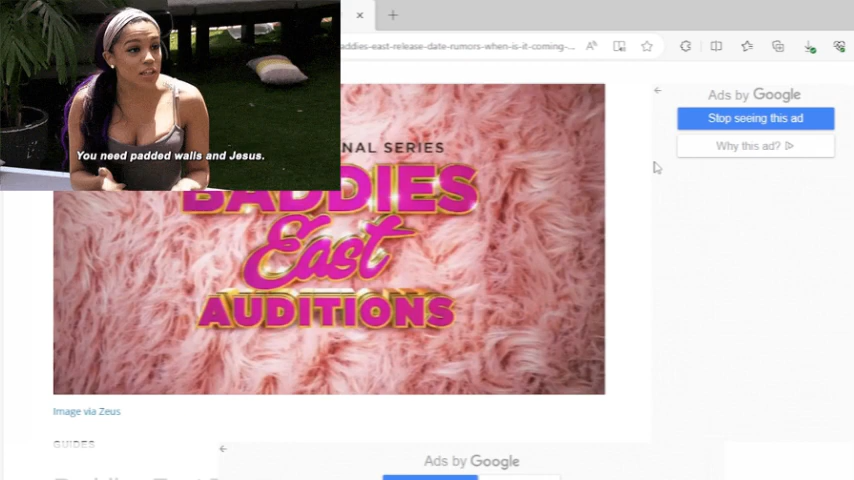 addies-east-release-date-rumors-when-is-it-coming-...
You need padded walls and Jesus.
NAL SERIES
BADDIES
East
AUDITIONS
Image via Zeus
GUIDES
Ads by Google
Stop seeing this ad
Why this ad?
Ads by Google